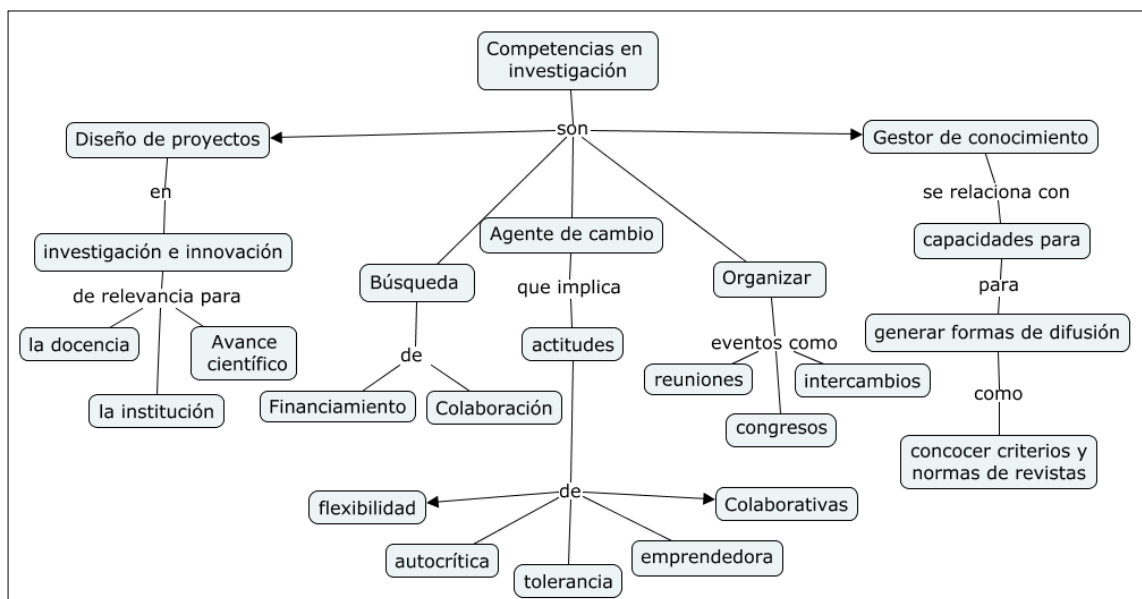 Competencias en
investigación
son
Diseño de proyectos
Gestor de conocimiento
en
se relaciona con
investigación e innovación
Agente de cambio
capacidades para
Búsqueda
Organizar
de relevancia para
que implica
para
la docencia
Avance
científico
actitudes
generar formas de difusión
de
eventos como
reuniones
intercambios
la institución
Financiamiento
Colaboración
congresos
como
concocer criterios y
normas de revistas
de
flexibilidad
Colaborativas
autocrítica
emprendedora
tolerancia